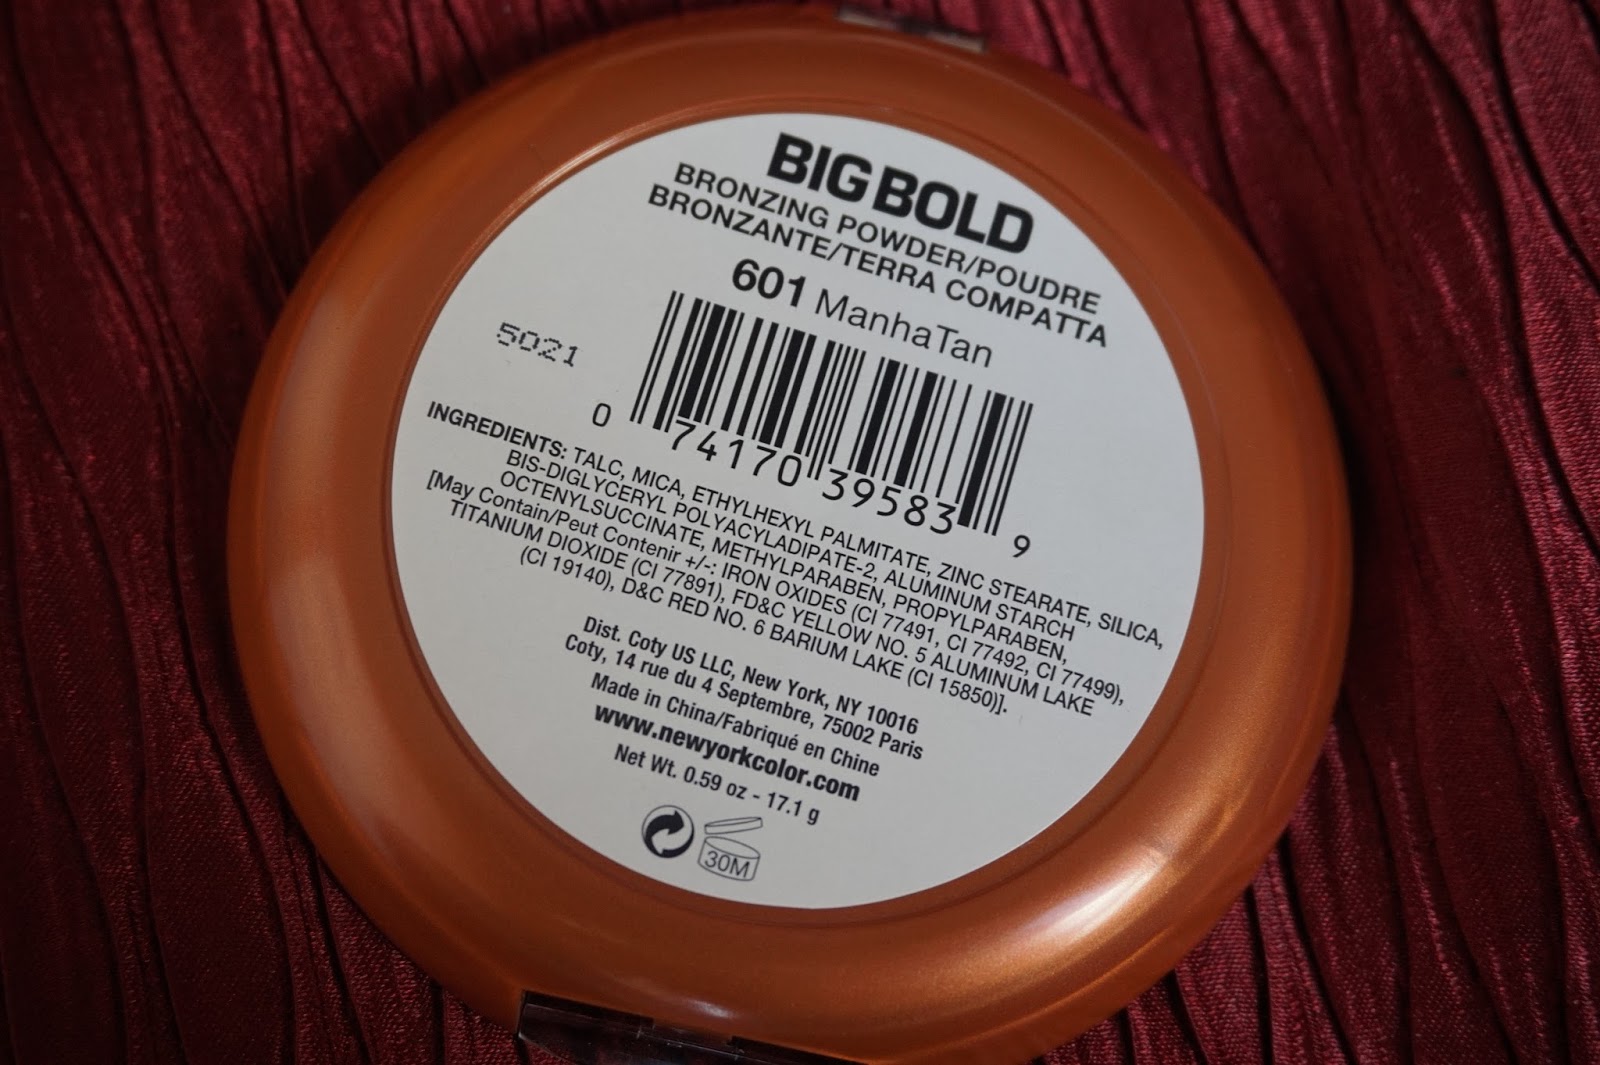 BIG BOLD
BRONZING POWDER/POUDRE
BRONZANTE/TERRA COMPATTA
601 ManhaTan
5021
0 74170 39583 9
INGREDIENTS: TALC, MICA, ETHYLHEXYL PALMITATE, ZINC STEARATE, SILICA,
BIS-DIGLYCERYL POLYACYLADIPATE-2, ALUMINUM STARCH
OCTENYLSUCCINATE, METHYLPARABEN, PROPYLPARABEN,
[May Contain/Peut Contenir +/-: IRON OXIDES (CI 77491, CI 77492, CI 77499),
TITANIUM DIOXIDE (CI 77891), FD&C YELLOW NO. 5 ALUMINUM LAKE
(CI 19140), D&C RED NO. 6 BARIUM LAKE (CI 15850)].
Dist. Coty US LLC, New York, NY 10016
Coty, 14 rue du 4 Septembre, 75002 Paris
Made in China/Fabriqué en Chine
www.newyorkcolor.com
Net Wt. 0.59 oz - 17.1 g
30M